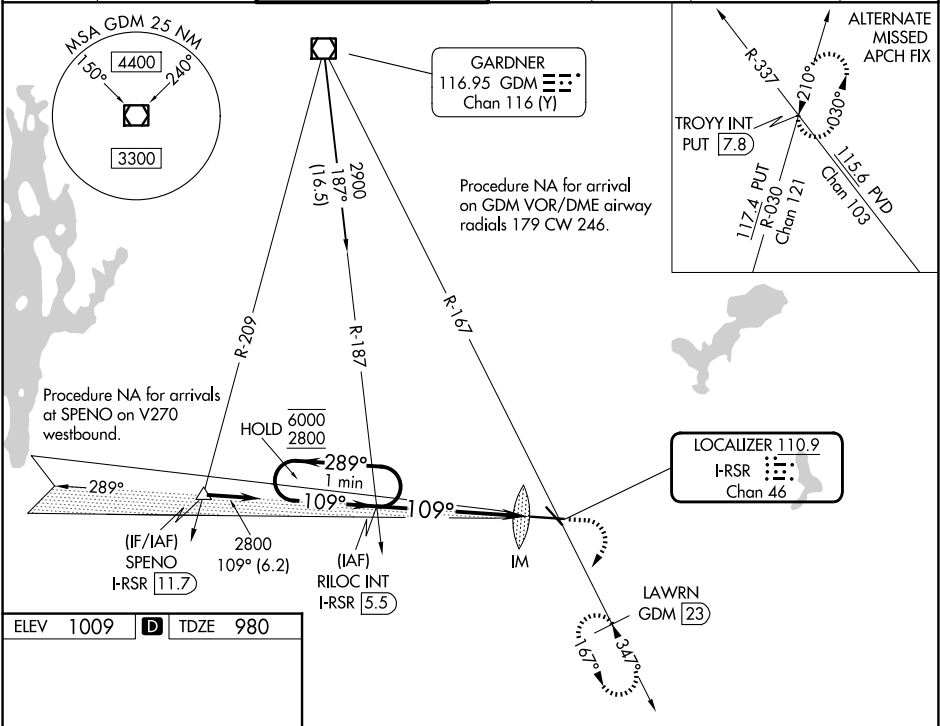 MSA GDM 25 NM
150°
4400
240°
3300
GARDNER
116.95 GDM
Chan 116 (Y)
2900
187°
(16.5)
Procedure NA for arrival
on GDM VOR/DME airway
radials 179 CW 246.
ALTERNATE
MISSED
APCH FIX
R-337
210°
030°
TROYY INT
PUT 7.8
117.4 PUT
R-030
Chan 121
115.6 PVD
Chan 103
R-209
R-187
R-167
Procedure NA for arrivals
at SPENO on V270
westbound.
HOLD 6000
2800
289°
1 min
109°
109°
289°
LOCALIZER 110.9
I-RSR
Chan 46
(IF/IAF)
SPENO
I-RSR 11.7
2800
109° (6.2)
(IAF)
RILOC INT
I-RSR 5.5
IM
LAWRN
GDM 23
167°
347°
ELEV 1009 D TDZE 980